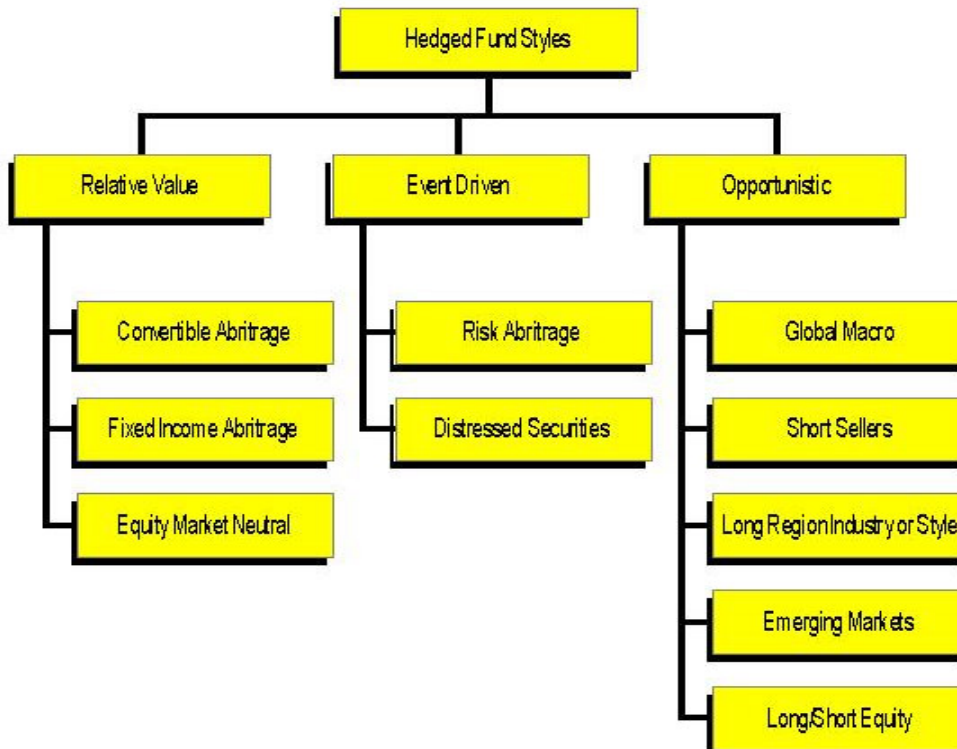 Hedged Fund Styles
Relative Value
Event Driven
Opportunistic
Convertible Abritrage
Risk Abritrage
Global Macro
Fixed Income Abritrage
Distressed Securities
Short Sellers
Equity Market Neutral
Long Region Industry or Style
Emerging Markets
Long/Short Equity